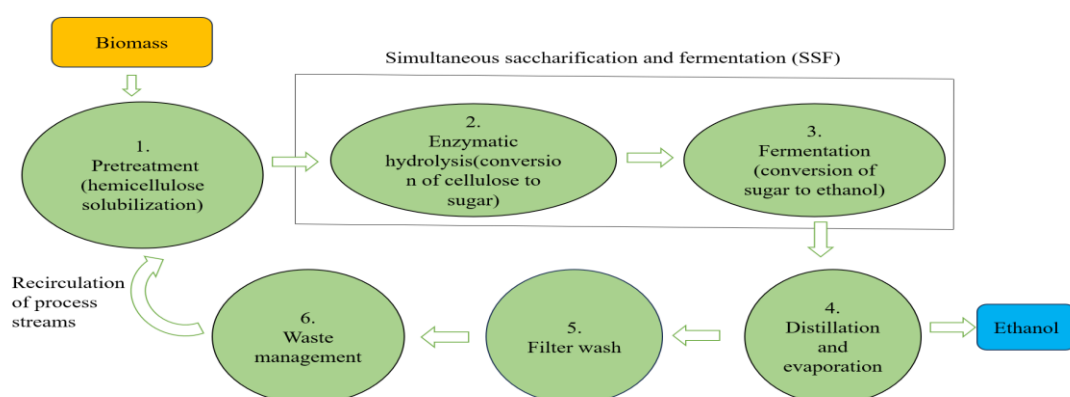 Biomass
Simultaneous saccharification and fermentation (SSF)
1.
Pretreatment
(hemicellulose
solubilization)
2.
Enzymatic
hydrolysis(conversio
n of cellulose to
sugar)
3.
Fermentation
(conversion of
sugar to ethanol)
Recirculation
of process
streams
6.
Waste
management
5.
Filter wash
4.
Distillation
and
evaporation
Ethanol